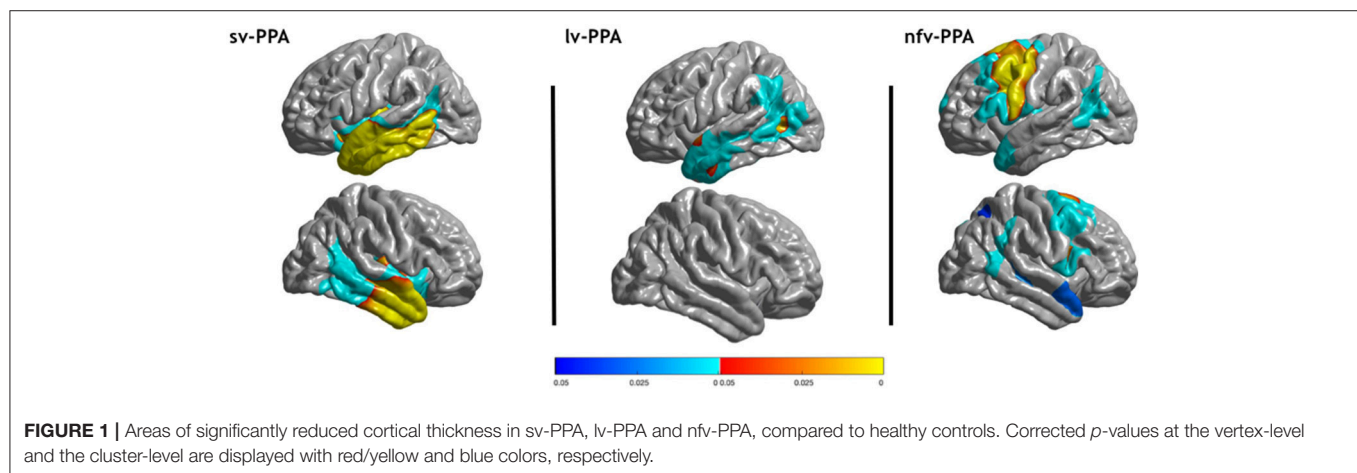 sv-PPA lv-PPA nfv-PPA
0.05 0.025 0 0.05 0.025 0
FIGURE 1 | Areas of significantly reduced cortical thickness in sv-PPA, lv-PPA and nfv-PPA, compared to healthy controls. Corrected p-values at the vertex-level
and the cluster-level are displayed with red/yellow and blue colors, respectively.